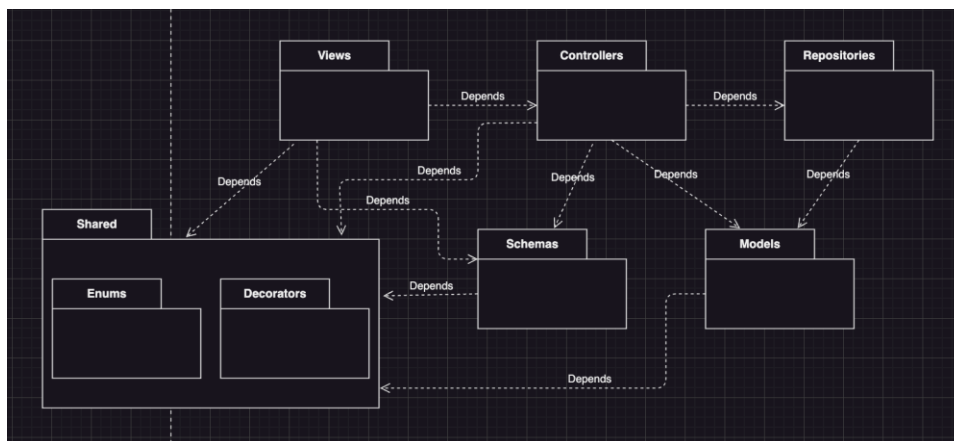 Views
Controllers
Repositories
Depends
Depends
Depends
Depends
Depends
Depends
Depends
Depends
Shared
Schemas
Models
Enums
Decorators
Depends
Depends